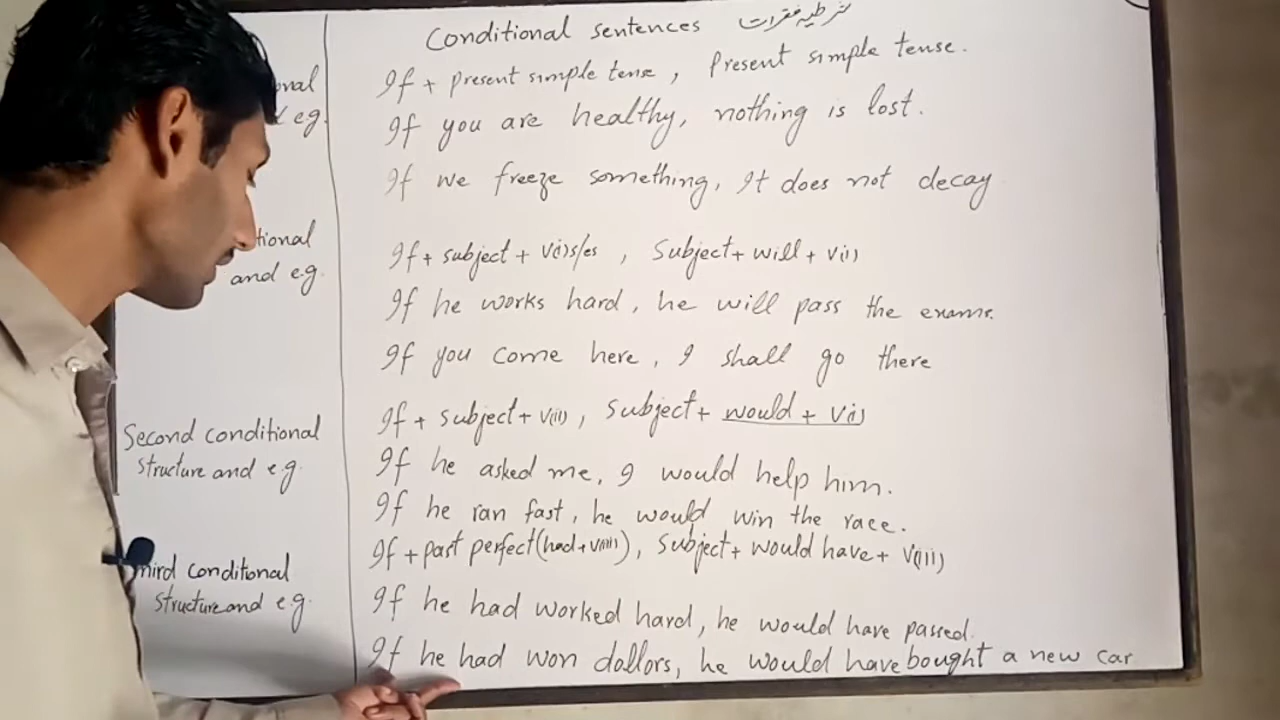 Conditional sentences شرطیہ فقرات
If + Present simple tense, Present simple tense.
onal
eg.
If you are healthy, nothing is lost.
If we freeze something, It does not decay
tional
and e.g.
If + subject + V(i)s/es, Subject + will + V(i)
If he works hard, he will pass the exams.
If you come here, I shall go there
Second conditional
structure and e.g.
If + subject + V(ii), Subject + would + V(i)
If he asked me, I would help him.
If he ran fast, he would win the race.
Third conditional
Structure and e.g.
If + past perfect (had + V(iii)), Subject + would have + V(iii)
If he had worked hard, he would have passed.
If he had won dollors, he would have bought a new car